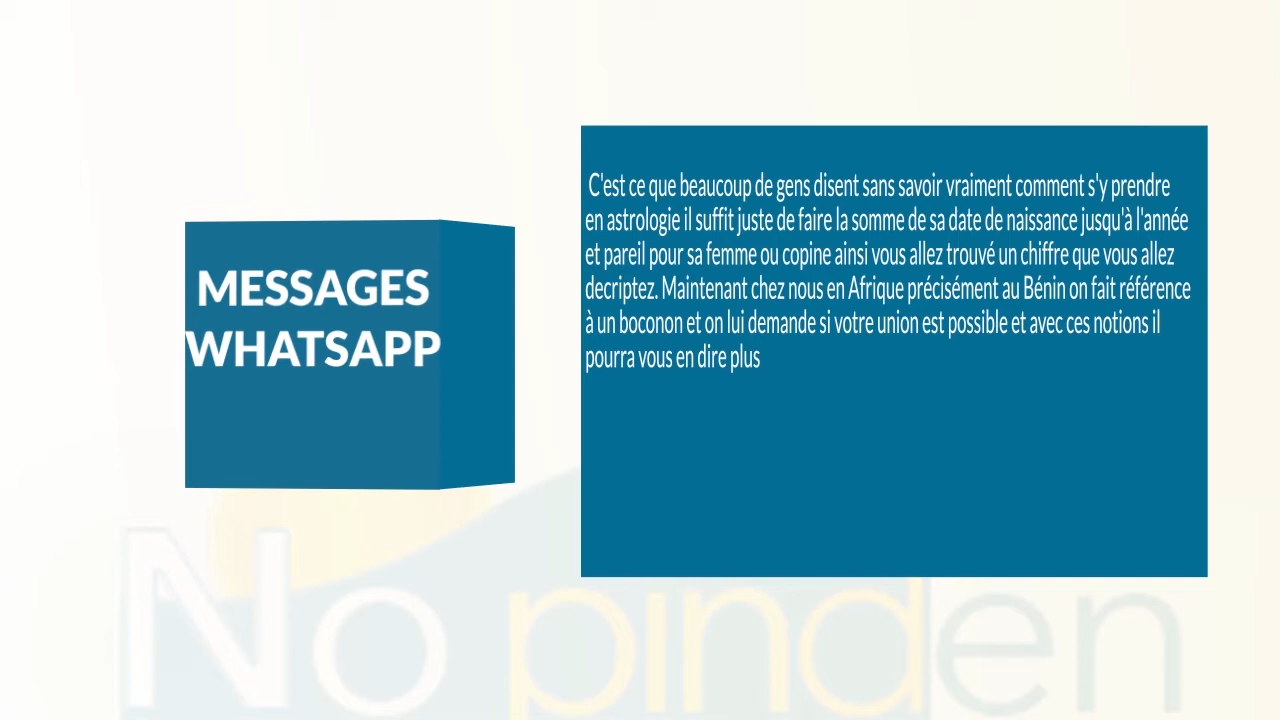 MESSAGES
WHATSAPP
C'est ce que beaucoup de gens disent sans savoir vraiment comment s'y prendre
en astrologie il suffit juste de faire la somme de sa date de naissance jusqu'à l'année
et pareil pour sa femme ou copine ainsi vous allez trouvé un chiffre que vous allez
decriptez. Maintenant chez nous en Afrique précisément au Bénin on fait référence
à un boconon et on lui demande si votre union est possible et avec ces notions il
pourra vous en dire plus
No pinden